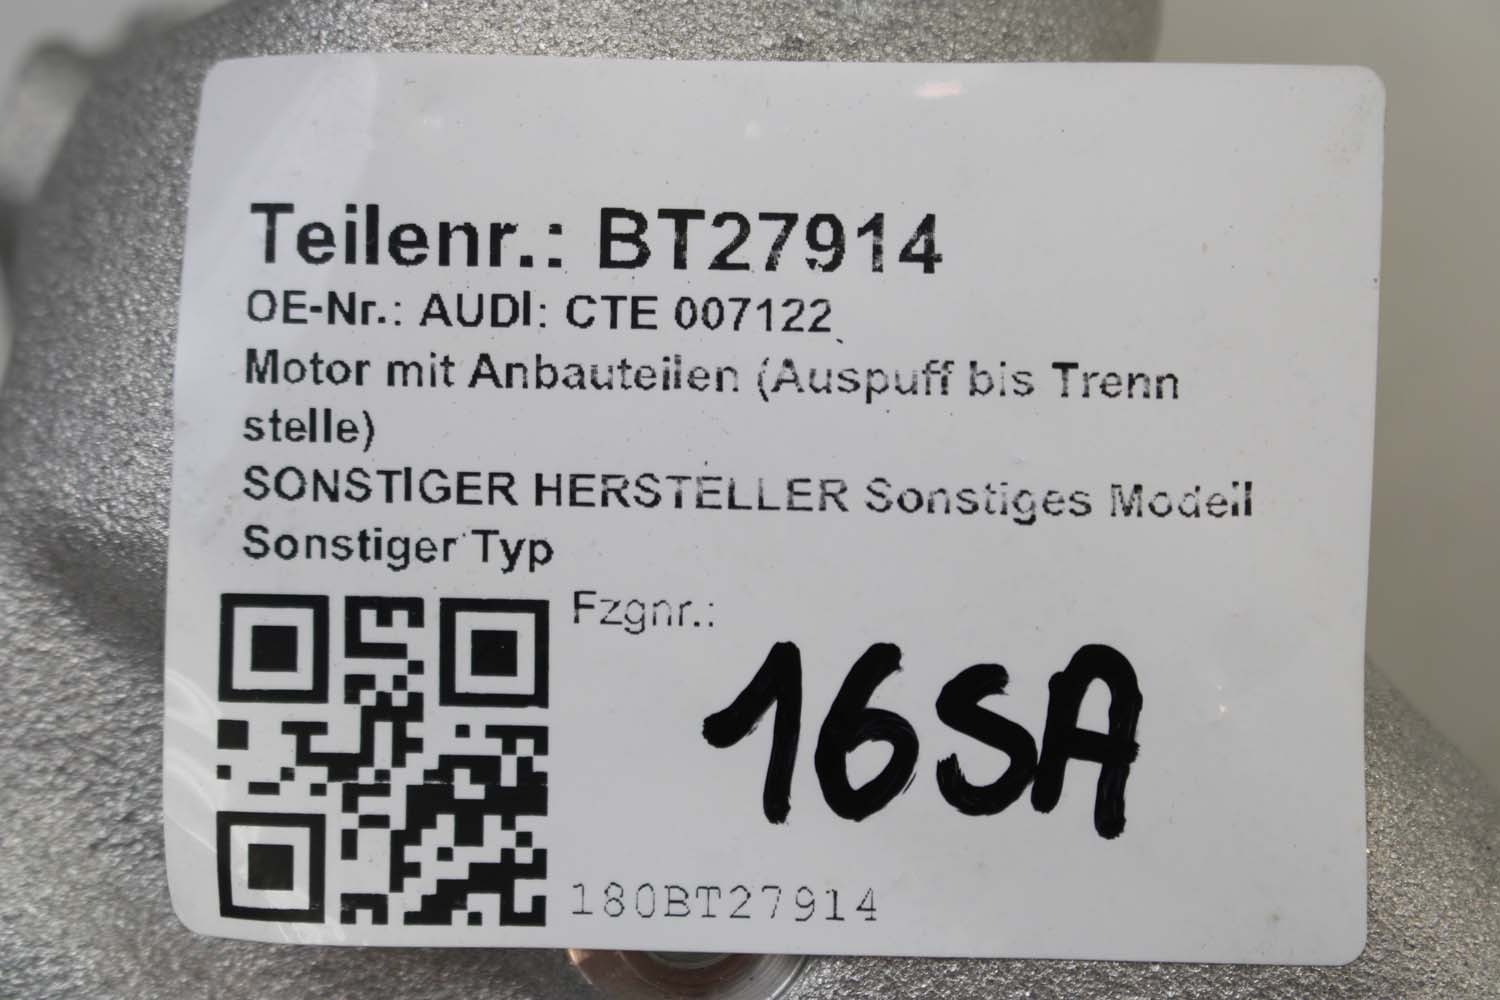 Teilenr.: BT27914
OE-Nr.: AUDI: CTE 007122
Motor mit Anbauteilen (Auspuff bis Trenn
stelle)
SONSTIGER HERSTELLER Sonstiges Modell
Sonstiger Typ
Fzgnr.:
16SA
180BT27914